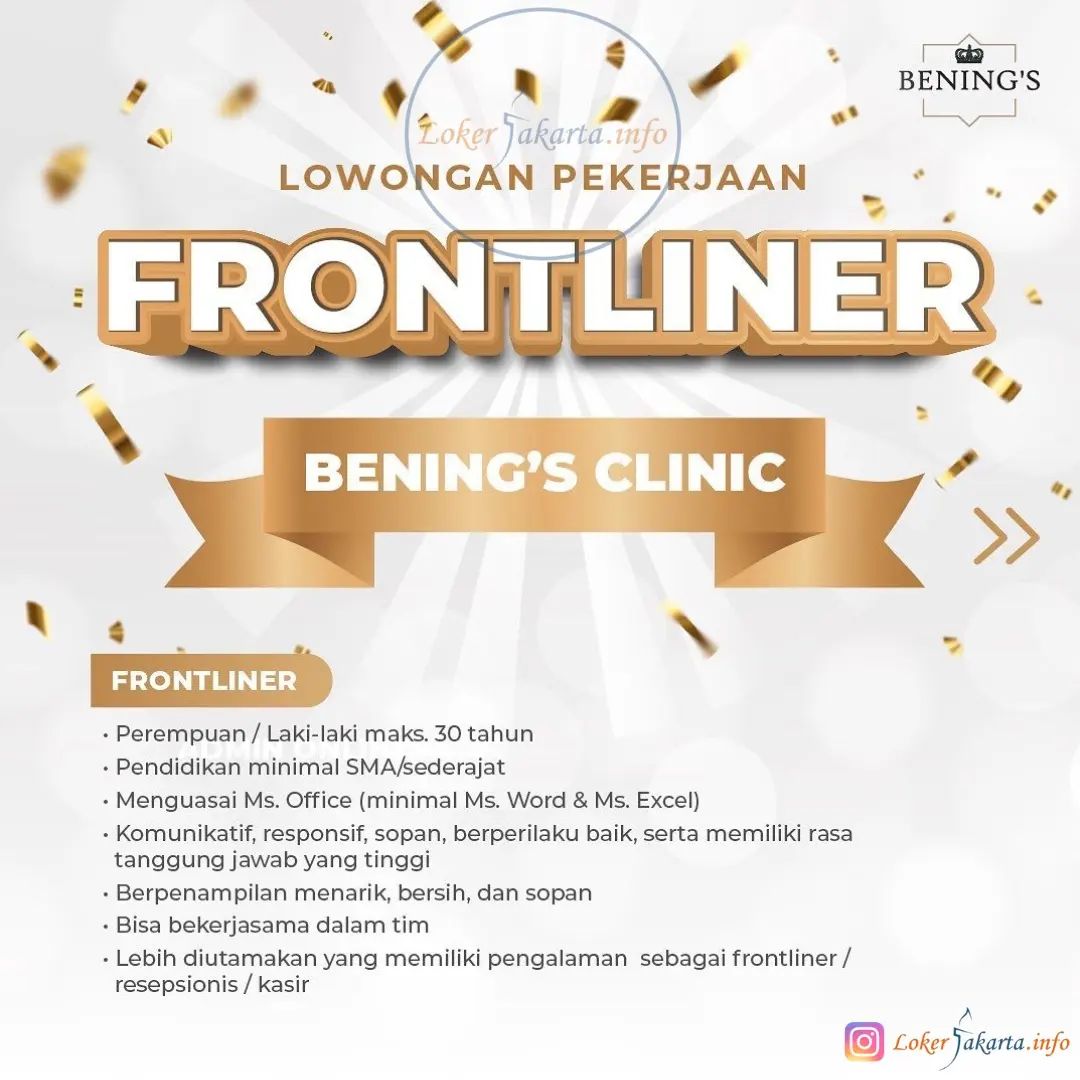 BENING'S
Loker Jakarta.info
LOWONGAN PEKERJAAN
FRONTLINER
BENING'S CLINIC
FRONTLINER
• Perempuan / Laki-laki maks. 30 tahun
• Pendidikan minimal SMA/sederajat
• Menguasai Ms. Office (minimal Ms. Word & Ms. Excel)
• Komunikatif, responsif, sopan, berperilaku baik, serta memiliki rasa
tanggung jawab yang tinggi
• Berpenampilan menarik, bersih, dan sopan
• Bisa bekerjasama dalam tim
• Lebih diutamakan yang memiliki pengalaman sebagai frontliner /
resepsionis / kasir
Loker Jakarta.info